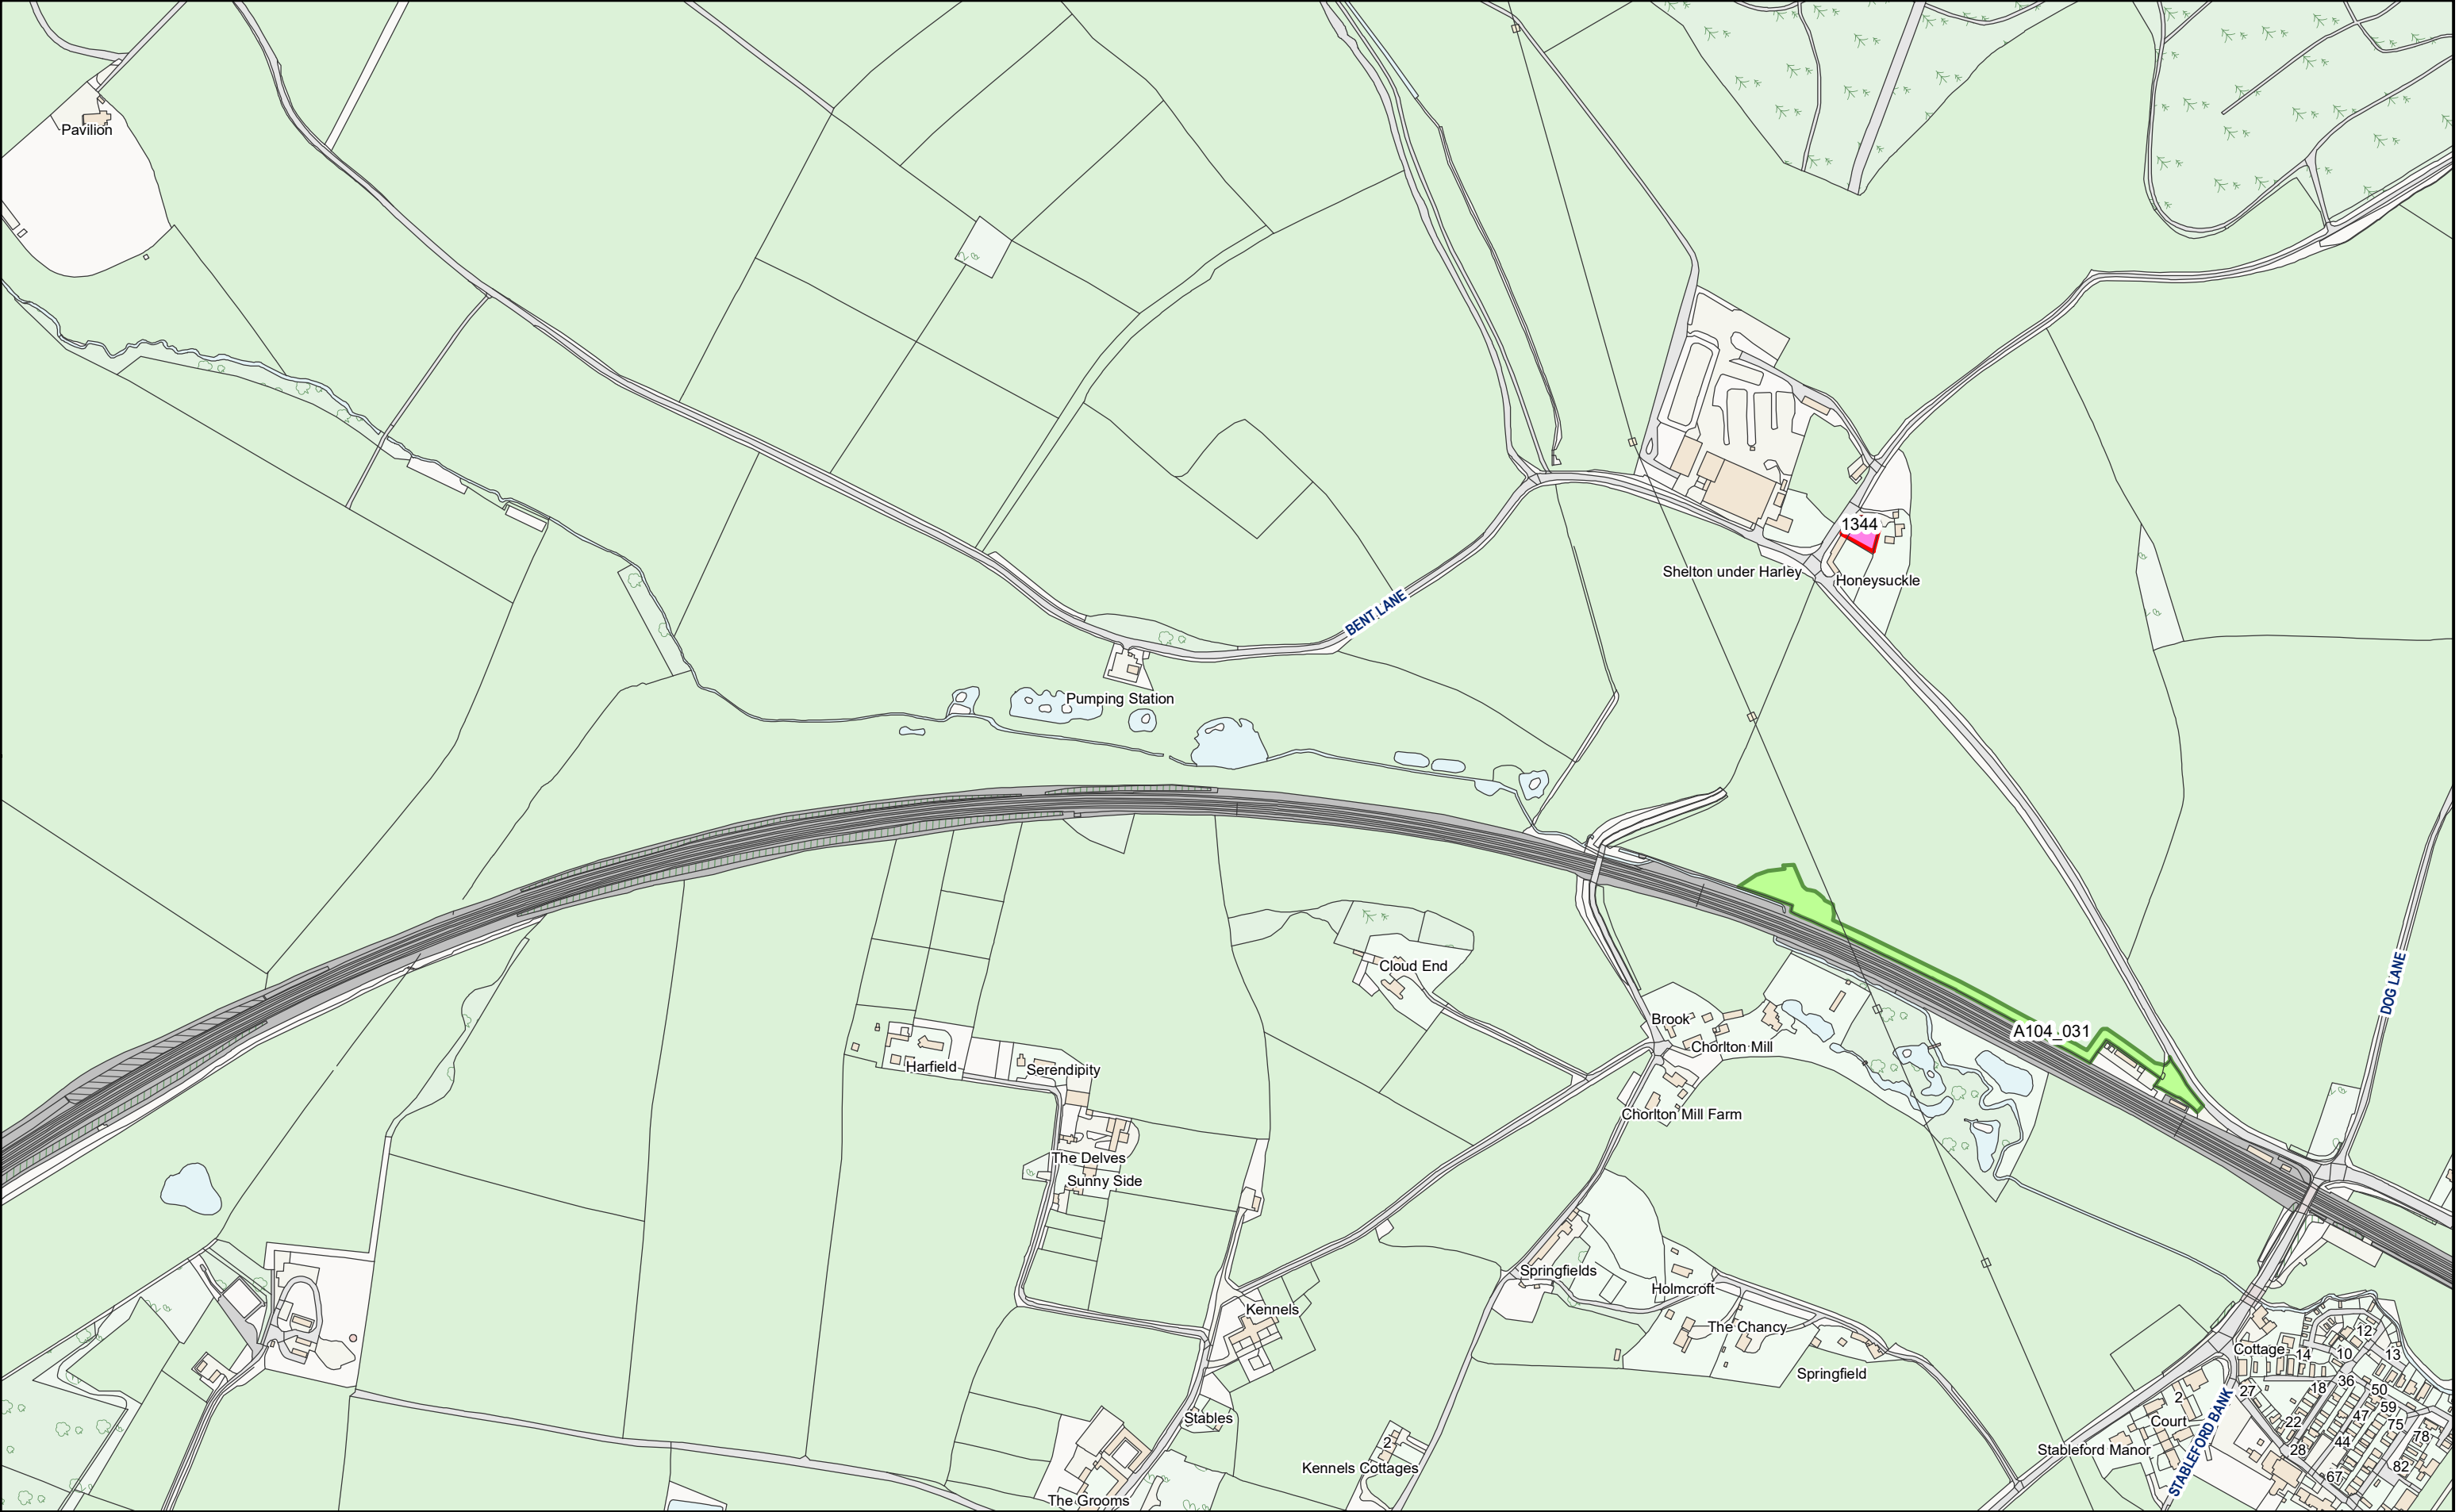 Pavilion
1344
Shelton under Harley
Honeysuckle
BENT LANE
Pumping Station
Cloud End
DOG LANE
Brook
A104_031
Chorlton Mill
Harfield
Serendipity
Chorlton Mill Farm
The Delves
Sunny Side
Springfields
Holmcroft
Kennels
The Chancy
12
Cottage
14
10
13
Springfield
36
18
27
50
2
59
Stables
47
Court
22
75
78
2
44
Stableford Manor
28
Kennels Cottages
82
67
STABLEFORD BANK
The Grooms